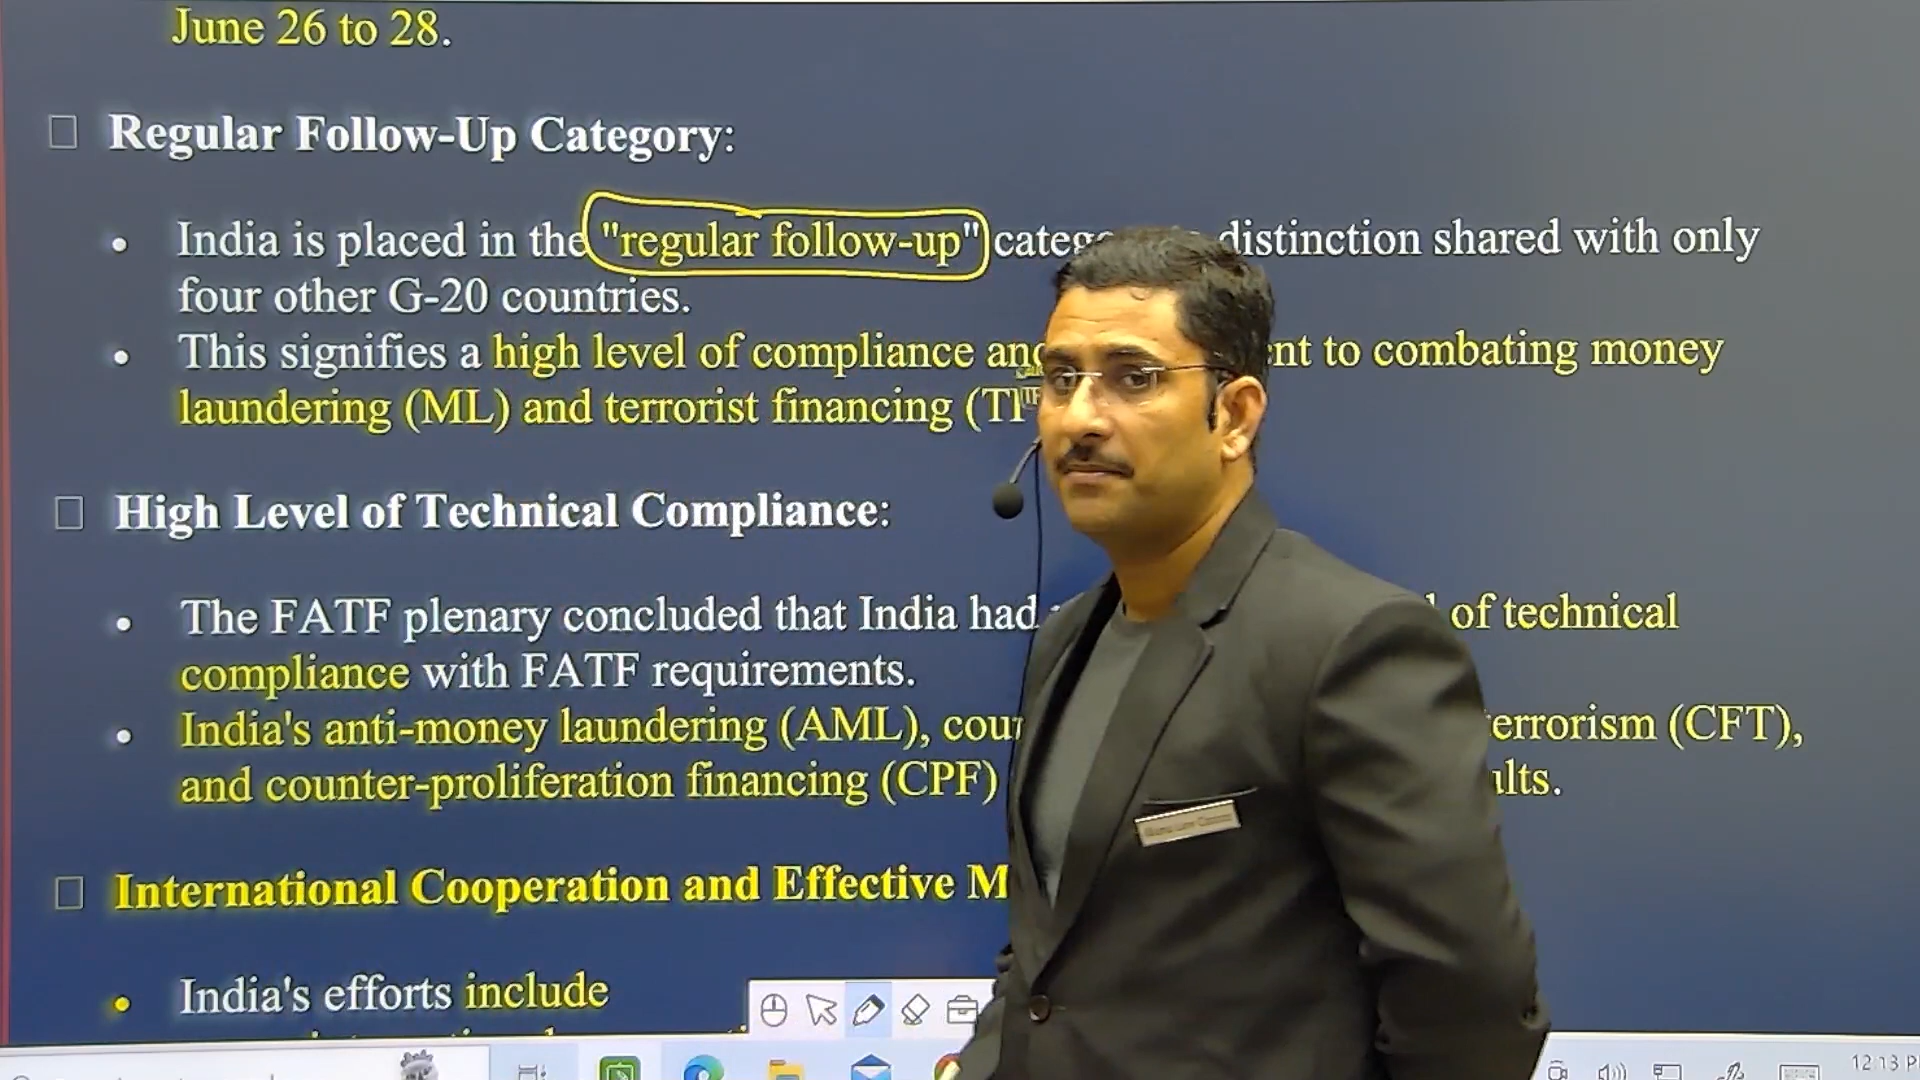 June 26 to 28.
Regular Follow-Up Category:
India is placed in the "regular follow-up" distinction shared with only
four other G-20 countries.
This signifies a high level of compliance to combating money
laundering (ML) and terrorist financing
High Level of Technical Compliance:
The FATF plenary concluded that India had of technical
compliance with FATF requirements.
India's anti-money laundering (AML), (CFT),
and counter-proliferation financing (CPF)
International Cooperation and Effective
India's efforts include
12:13